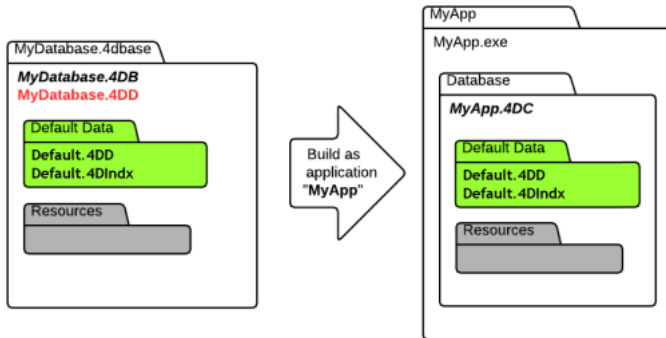 MyDatabase.4dbase
MyDatabase.4DB
MyDatabase.4DD
Default Data
Default.4DD
Default.4DIndx
Resources
Build as
application
"MyApp"
MyApp
MyApp.exe
Database
MyApp.4DC
Default Data
Default.4DD
Default.4DIndx
Resources